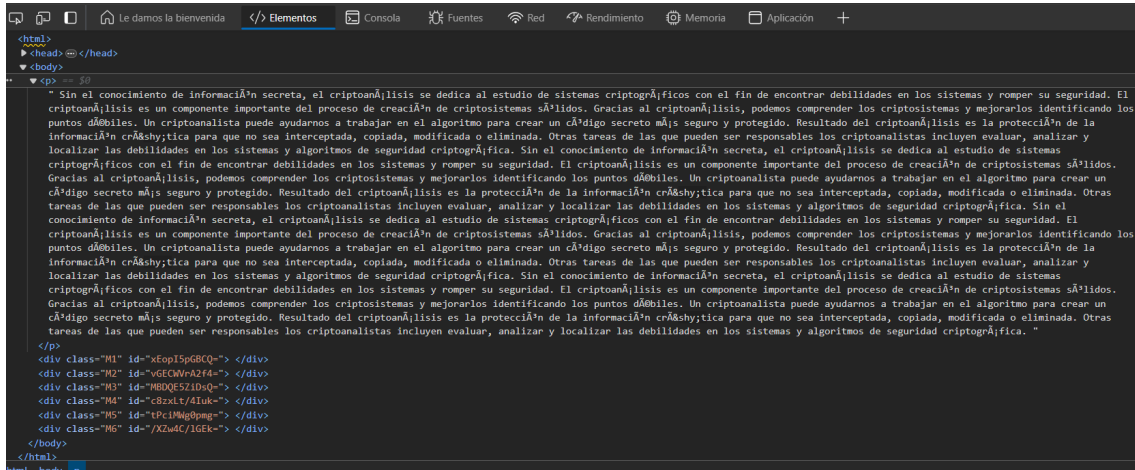 Le damos la bienvenida </> Elementos Consola Fuentes Red Rendimiento Memoria Aplicación +
<html>
<head> ... </head>
<body>
<p> == $0
" Sin el conocimiento de informaciÃ³n secreta, el criptoanÃ¡lisis se dedica al estudio de sistemas criptogrÃ¡ficos con el fin de encontrar debilidades en los sistemas y romper su seguridad. El
criptoanÃ¡lisis es un componente importante del proceso de creaciÃ³n de criptosistemas sÃ³lidos. Gracias al criptoanÃ¡lisis, podemos comprender los criptosistemas y mejorarlos identificando los
puntos dÃ©biles. Un criptoanalista puede ayudarnos a trabajar en el algoritmo para crear un cÃ³digo secreto mÃ¡s seguro y protegido. Resultado del criptoanÃ¡lisis es la protecciÃ³n de la
informaciÃ³n crÃ&shy;tica para que no sea interceptada, copiada, modificada o eliminada. Otras tareas de las que pueden ser responsables los criptoanalistas incluyen evaluar, analizar y
localizar las debilidades en los sistemas y algoritmos de seguridad criptogrÃ¡fica. Sin el conocimiento de informaciÃ³n secreta, el criptoanÃ¡lisis se dedica al estudio de sistemas
criptogrÃ¡ficos con el fin de encontrar debilidades en los sistemas y romper su seguridad. El criptoanÃ¡lisis es un componente importante del proceso de creaciÃ³n de criptosistemas sÃ³lidos.
Gracias al criptoanÃ¡lisis, podemos comprender los criptosistemas y mejorarlos identificando los puntos dÃ©biles. Un criptoanalista puede ayudarnos a trabajar en el algoritmo para crear un
cÃ³digo secreto mÃ¡s seguro y protegido. Resultado del criptoanÃ¡lisis es la protecciÃ³n de la informaciÃ³n crÃ&shy;tica para que no sea interceptada, copiada, modificada o eliminada. Otras
tareas de las que pueden ser responsables los criptoanalistas incluyen evaluar, analizar y localizar las debilidades en los sistemas y algoritmos de seguridad criptogrÃ¡fica. Sin el
conocimiento de informaciÃ³n secreta, el criptoanÃ¡lisis se dedica al estudio de sistemas criptogrÃ¡ficos con el fin de encontrar debilidades en los sistemas y romper su seguridad. El
criptoanÃ¡lisis es un componente importante del proceso de creaciÃ³n de criptosistemas sÃ³lidos. Gracias al criptoanÃ¡lisis, podemos comprender los criptosistemas y mejorarlos identificando los
puntos dÃ©biles. Un criptoanalista puede ayudarnos a trabajar en el algoritmo para crear un cÃ³digo secreto mÃ¡s seguro y protegido. Resultado del criptoanÃ¡lisis es la protecciÃ³n de la
informaciÃ³n crÃ&shy;tica para que no sea interceptada, copiada, modificada o eliminada. Otras tareas de las que pueden ser responsables los criptoanalistas incluyen evaluar, analizar y
localizar las debilidades en los sistemas y algoritmos de seguridad criptogrÃ¡fica. Sin el conocimiento de informaciÃ³n secreta, el criptoanÃ¡lisis se dedica al estudio de sistemas
criptogrÃ¡ficos con el fin de encontrar debilidades en los sistemas y romper su seguridad. El criptoanÃ¡lisis es un componente importante del proceso de creaciÃ³n de criptosistemas sÃ³lidos.
Gracias al criptoanÃ¡lisis, podemos comprender los criptosistemas y mejorarlos identificando los puntos dÃ©biles. Un criptoanalista puede ayudarnos a trabajar en el algoritmo para crear un
cÃ³digo secreto mÃ¡s seguro y protegido. Resultado del criptoanÃ¡lisis es la protecciÃ³n de la informaciÃ³n crÃ&shy;tica para que no sea interceptada, copiada, modificada o eliminada. Otras
tareas de las que pueden ser responsables los criptoanalistas incluyen evaluar, analizar y localizar las debilidades en los sistemas y algoritmos de seguridad criptogrÃ¡fica. "
</p>
<div class="M1" id="xEopI5pGBCQ="> </div>
<div class="M2" id="vGECWVrA2f4="> </div>
<div class="M3" id="MBDQE5ZiDsQ="> </div>
<div class="M4" id="c8zxLt/4Iuk="> </div>
<div class="M5" id="tPciMWg0pmg="> </div>
<div class="M6" id="/XZw4C/lGEk="> </div>
</body>
</html>